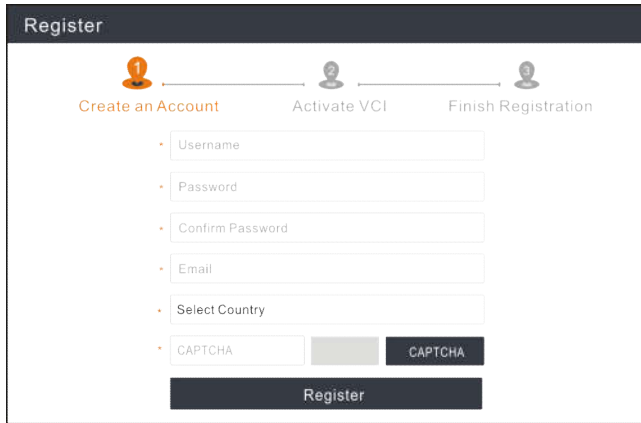 Register
1 2 3
Create an Account Activate VCI Finish Registration
* Username
* Password
* Confirm Password
* Email
* Select Country
* CAPTCHA CAPTCHA
Register